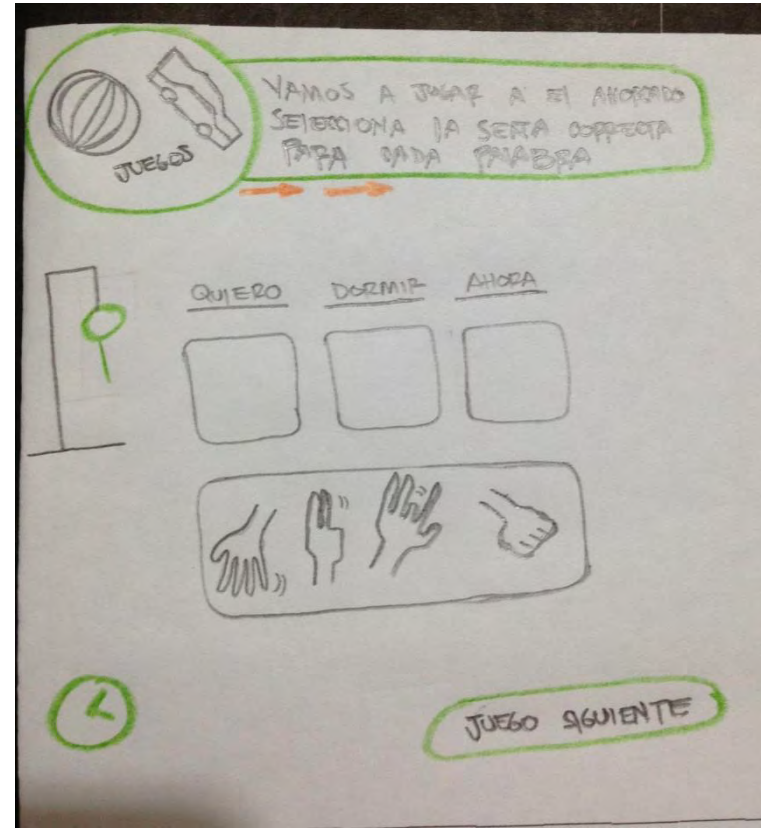 VAMOS A JUGAR A El AHORCADO
SElECCIONA lA SEÑA CORRECTA
PARA CADA PAlABRA
JUEGOS
QUIERO DORMIR AHORA
JUEGO SIGUIENTE